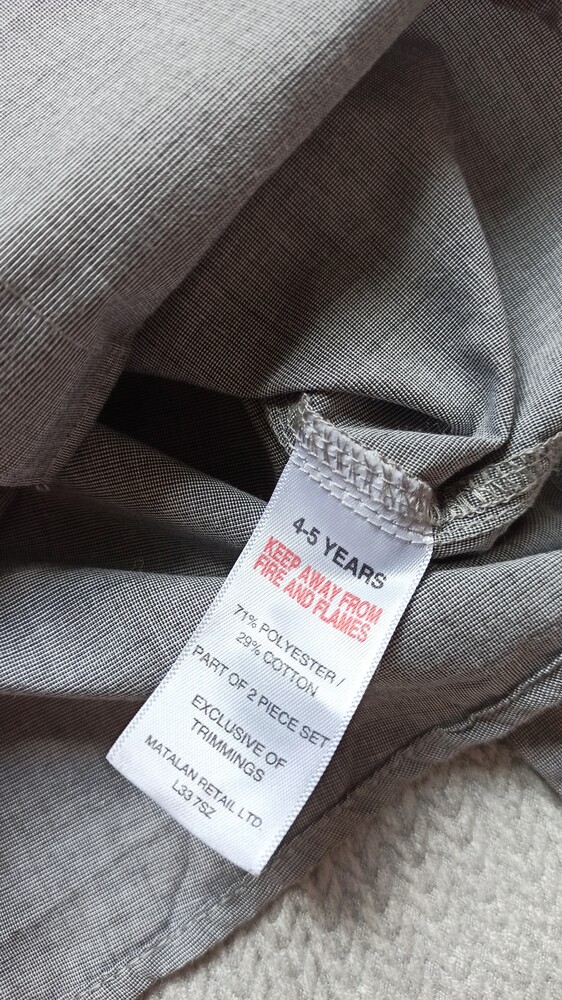 4-5 YEARS
KEEP AWAY FROM
FIRE AND FLAMES
71% POLYESTER /
29% COTTON
PART OF 2 PIECE SET
EXCLUSIVE OF
TRIMMINGS
MATALAN RETAIL LTD.
L33 7SZ